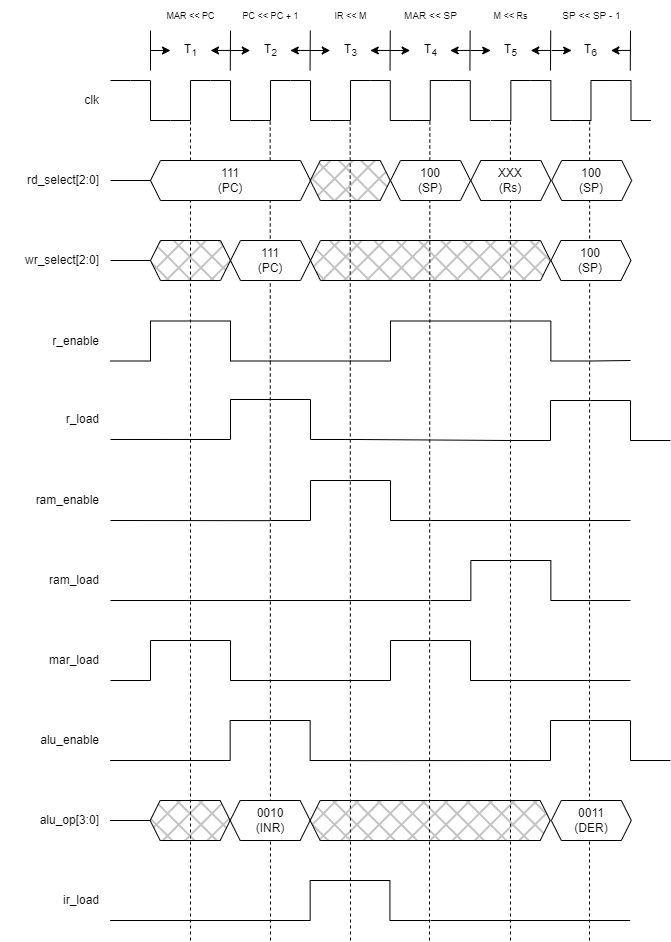 MAR << PC PC << PC + 1 IR << M MAR << SP M << Rs SP << SP - 1
T1 T2 T3 T4 T5 T6
clk
rd_select[2:0] 111 100 XXX 100
(PC) (SP) (Rs) (SP)
wr_select[2:0] 111 100
(PC) (SP)
r_enable
r_load
ram_enable
ram_load
mar_load
alu_enable
alu_op[3:0] 0010 0011
(INR) (DER)
ir_load